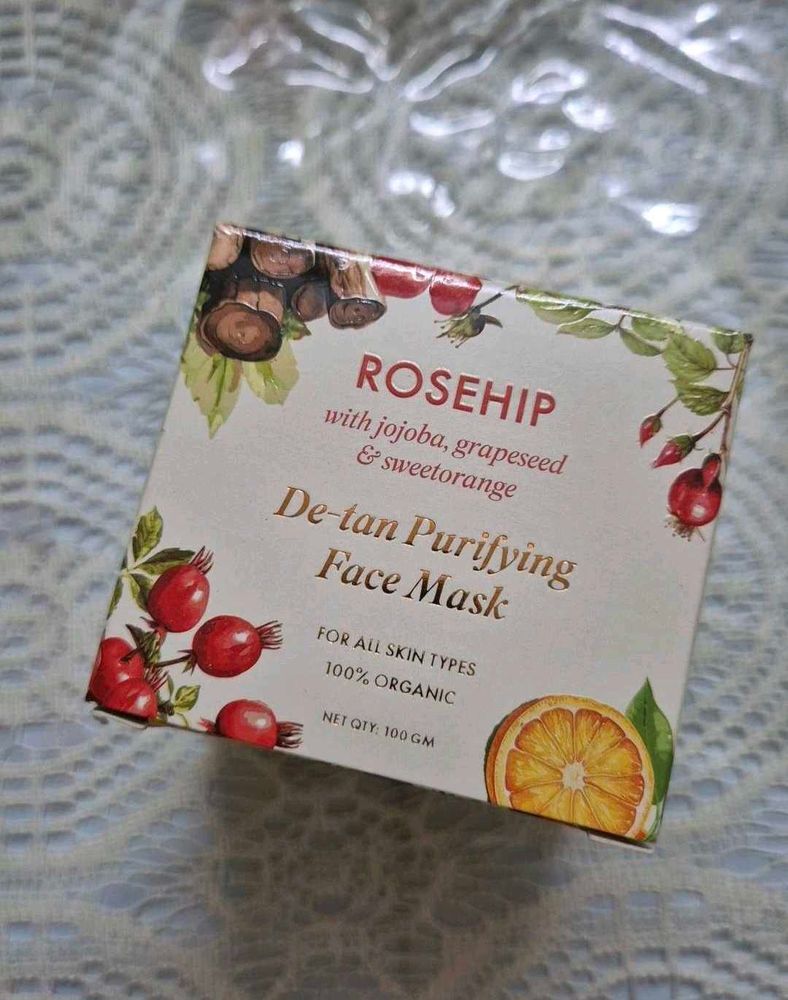 ROSEHIP
with jojoba, grapeseed
& sweetorange
De-tan Purifying
Face Mask
FOR ALL SKIN TYPES
100% ORGANIC
NET QTY: 100 GM